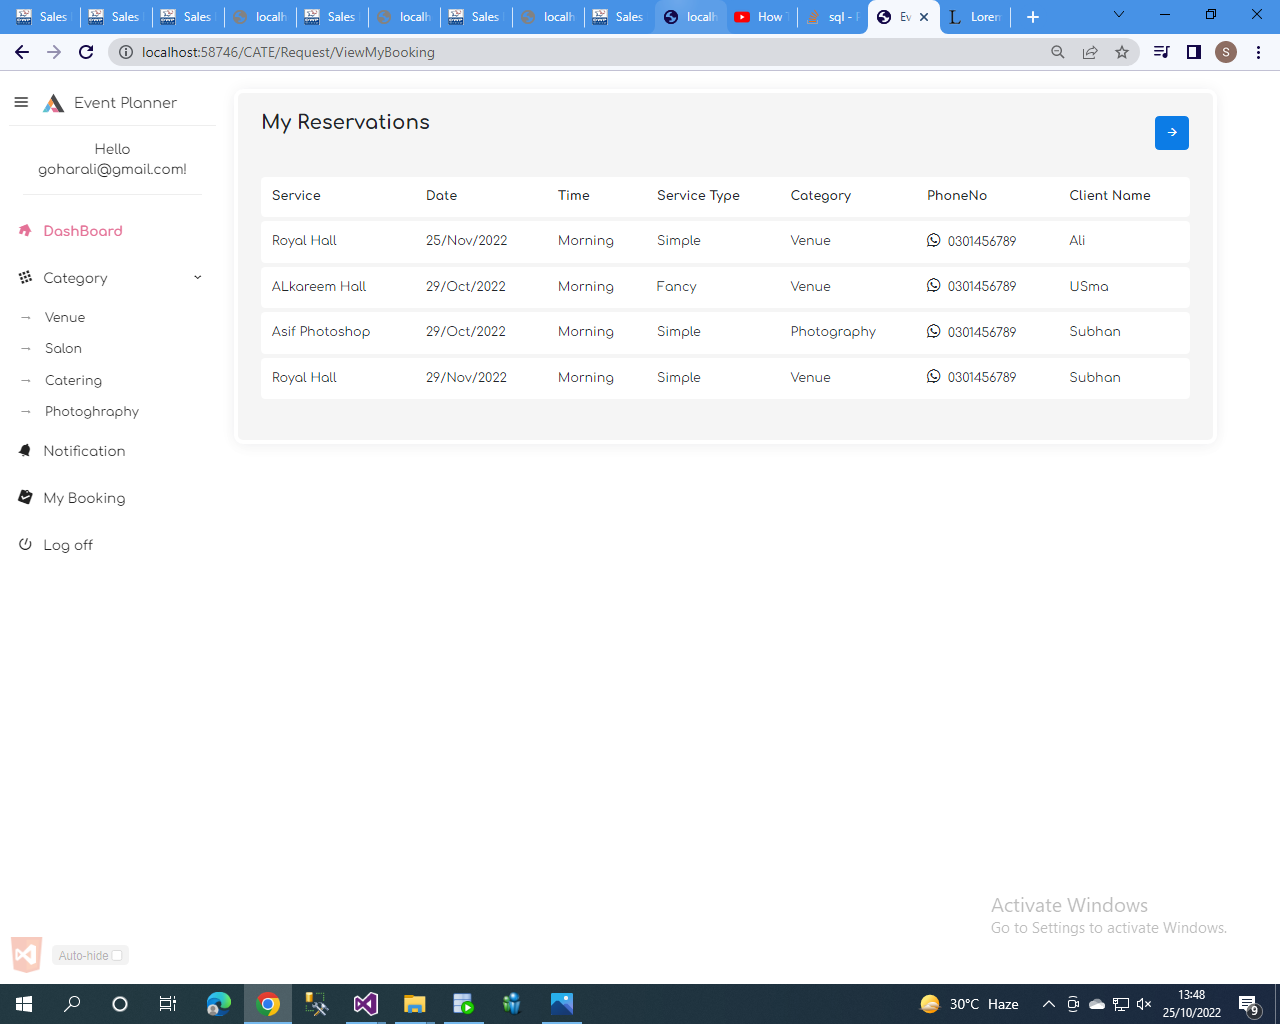 Sales
Sales
Sales
localh
Sales
localh
Sales
localh
Sales
localh
How T
sql - F
Ev
Lorem
localhost:58746/CATE/Request/ViewMyBooking
S
Event Planner
Hello
goharali@gmail.com!
DashBoard
Category
→ Venue
→ Salon
→ Catering
→ Photoghraphy
Notification
My Booking
Log off
My Reservations
Service Date Time Service Type Category PhoneNo Client Name
Royal Hall 25/Nov/2022 Morning Simple Venue 0301456789 Ali
ALkareem Hall 29/Oct/2022 Morning Fancy Venue 0301456789 USma
Asif Photoshop 29/Oct/2022 Morning Simple Photography 0301456789 Subhan
Royal Hall 29/Nov/2022 Morning Simple Venue 0301456789 Subhan
Activate Windows
Go to Settings to activate Windows.
Auto-hide
30°C Haze
13:48
25/10/2022
9